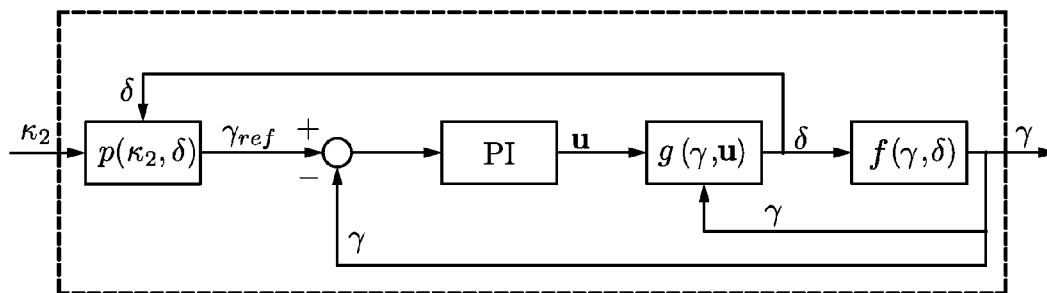 δ
κ₂
p(κ₂, δ)
γ_ref
+
−
PI
u
g (γ,u)
δ
f(γ, δ)
γ
γ
γ